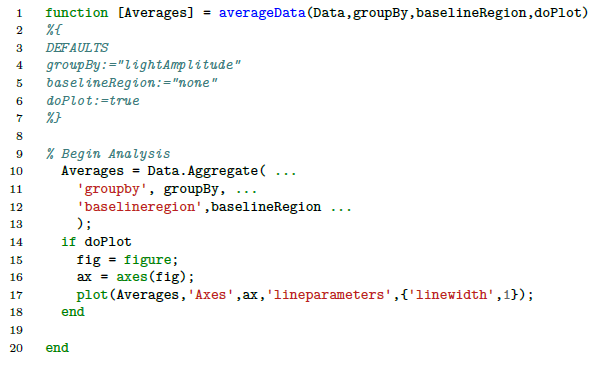 1 function [Averages] = averageData(Data,groupBy,baselineRegion,doPlot)
2 %{
3 DEFAULTS
4 groupBy:="lightAmplitude"
5 baselineRegion:="none"
6 doPlot:=true
7 %}
8
9 % Begin Analysis
10 Averages = Data.Aggregate( ...
11 'groupby', groupBy, ...
12 'baselineregion',baselineRegion ...
13 );
14 if doPlot
15 fig = figure;
16 ax = axes(fig);
17 plot(Averages,'Axes',ax,'lineparameters',{'linewidth',1});
18 end
19
20 end